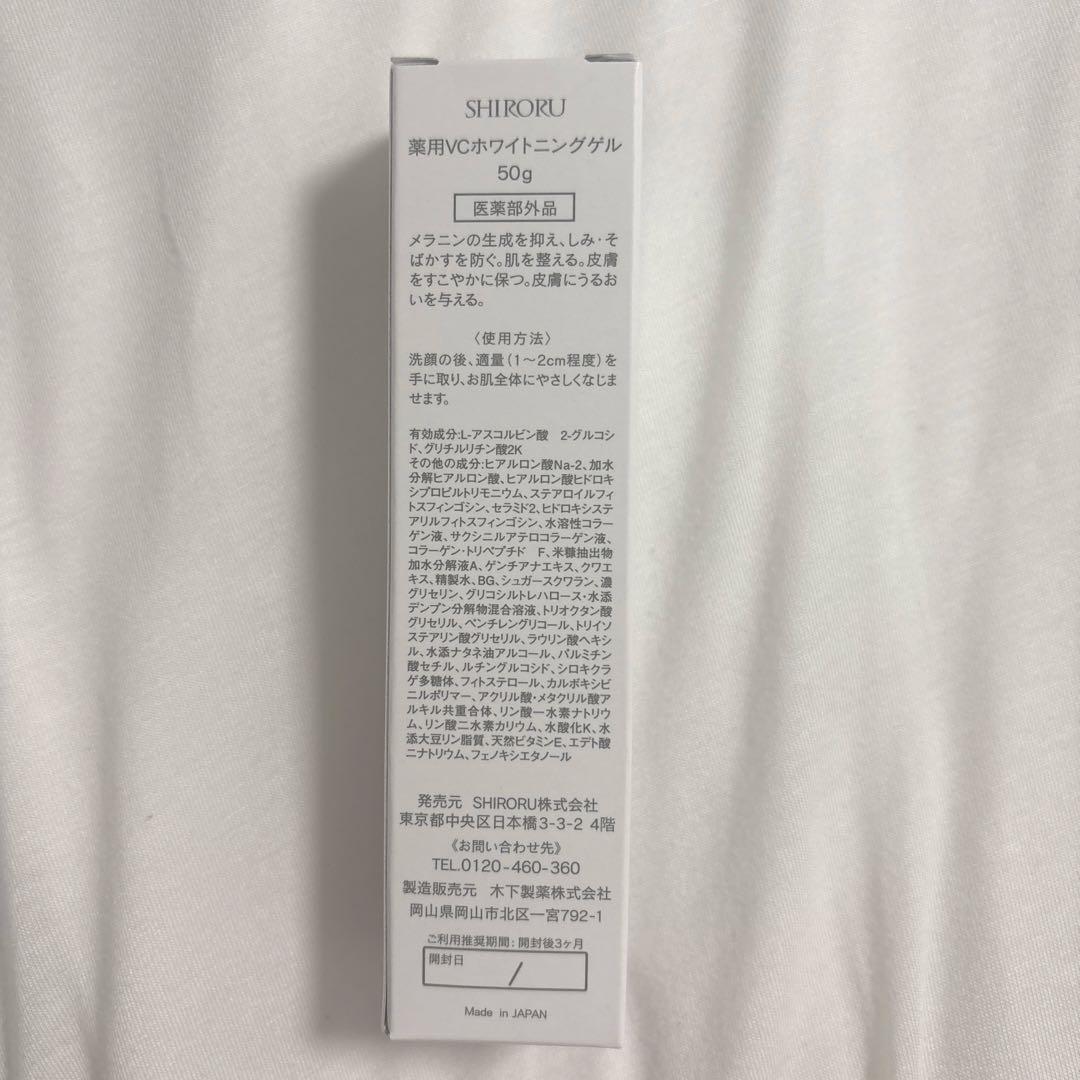 SHIRORU
薬用VCホワイトニングゲル
50g
医薬部外品
メラニンの生成を抑え、しみ・そ
ばかすを防ぐ。肌を整える。皮膚
をすこやかに保つ。皮膚にうるお
いを与える。
〈使用方法〉
洗顔の後、適量(1〜2cm程度)を
手に取り、お肌全体にやさしくなじま
せます。
有効成分:L-アスコルビン酸 2-グルコシ
ド、グリチルリチン酸2K
その他の成分:ヒアルロン酸Na-2、加水
分解ヒアルロン酸、ヒアルロン酸ヒドロキ
シプロピルトリモニウム、ステアロイルフィ
トスフィンゴシン、セラミド2、ヒドロキシステ
アリルフィトスフィンゴシン、水溶性コラー
ゲン液、サクシニルアテロコラーゲン液、
コラーゲン・トリペプチド F、米糠抽出物
加水分解液A、ゲンチアナエキス、クワエ
キス、精製水、BG、シュガースクワラン、濃
グリセリン、グリコシルトレハロース・水添
デンプン分解物混合溶液、トリオクタン酸
グリセリル、ペンチレングリコール、トリイソ
ステアリン酸グリセリル、ラウリン酸ヘキシ
ル、水添ナタネ油アルコール、パルミチン
酸セチル、ルチングルコシド、シロキクラ
ゲ多糖体、フィトステロール、カルボキシビ
ニルポリマー、アクリル酸・メタクリル酸ア
ルキル共重合体、リン酸一水素ナトリウ
ム、リン酸二水素カリウム、水酸化K、水
添大豆リン脂質、天然ビタミンE、エデト酸
二ナトリウム、フェノキシエタノール
発売元 SHIRORU株式会社
東京都中央区日本橋3-3-2 4階
《お問い合わせ先》
TEL.0120-460-360
製造販売元 木下製薬株式会社
岡山県岡山市北区一宮792-1
ご利用推奨期間:開封後3ヶ月
開封日 /
Made in JAPAN